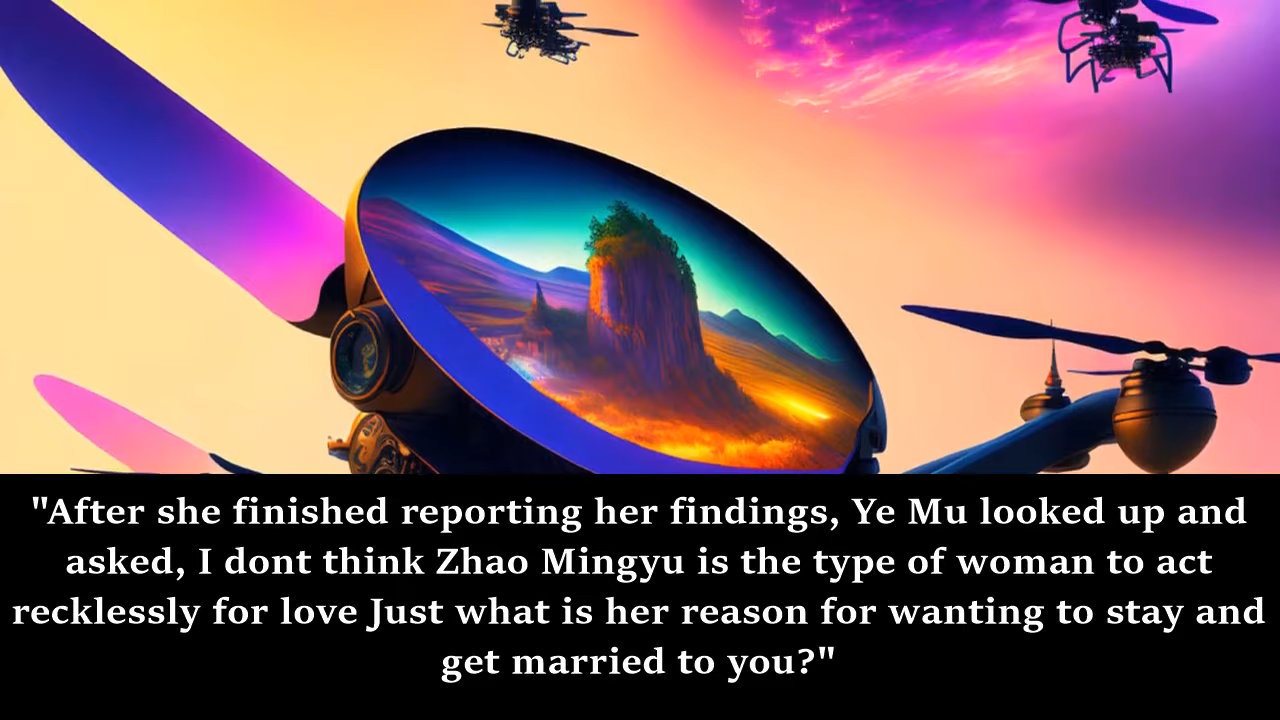 "After she finished reporting her findings, Ye Mu looked up and
asked, I dont think Zhao Mingyu is the type of woman to act
recklessly for love Just what is her reason for wanting to stay and
get married to you?"